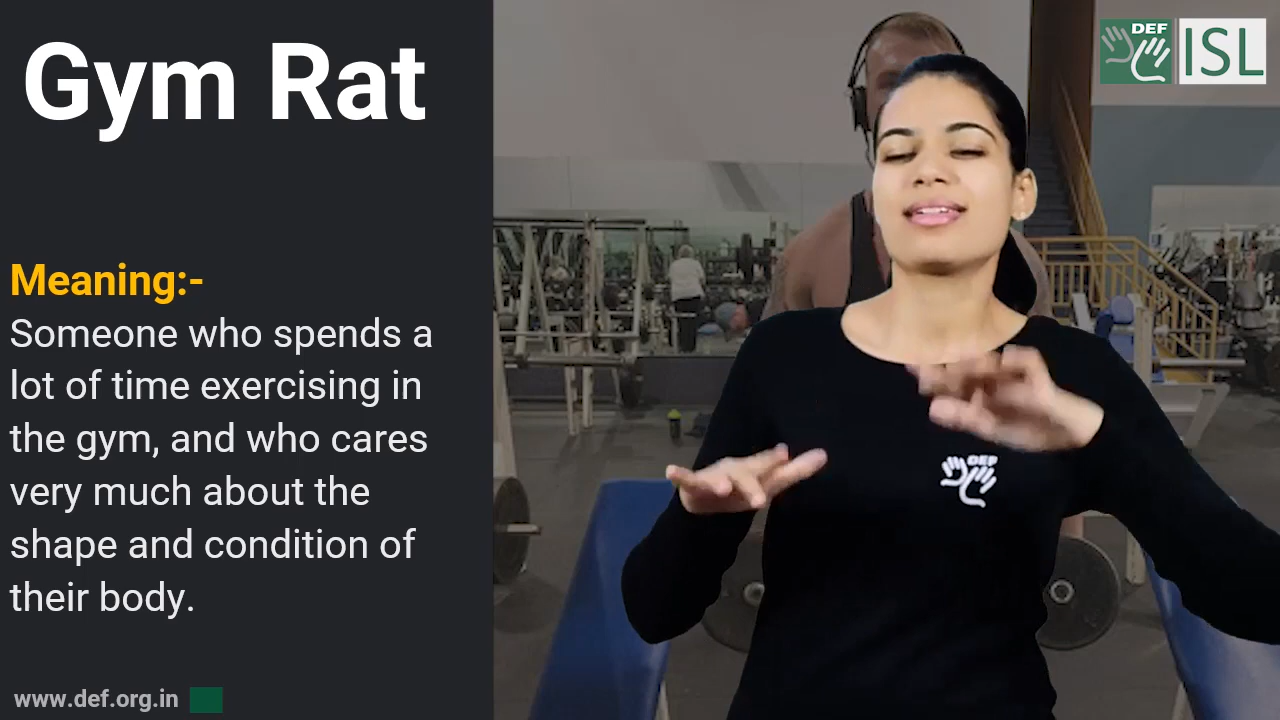 Gym Rat
DEF
ISL
Meaning:-
Someone who spends a
lot of time exercising in
the gym, and who cares
very much about the
shape and condition of
their body.
DEF
www.def.org.in